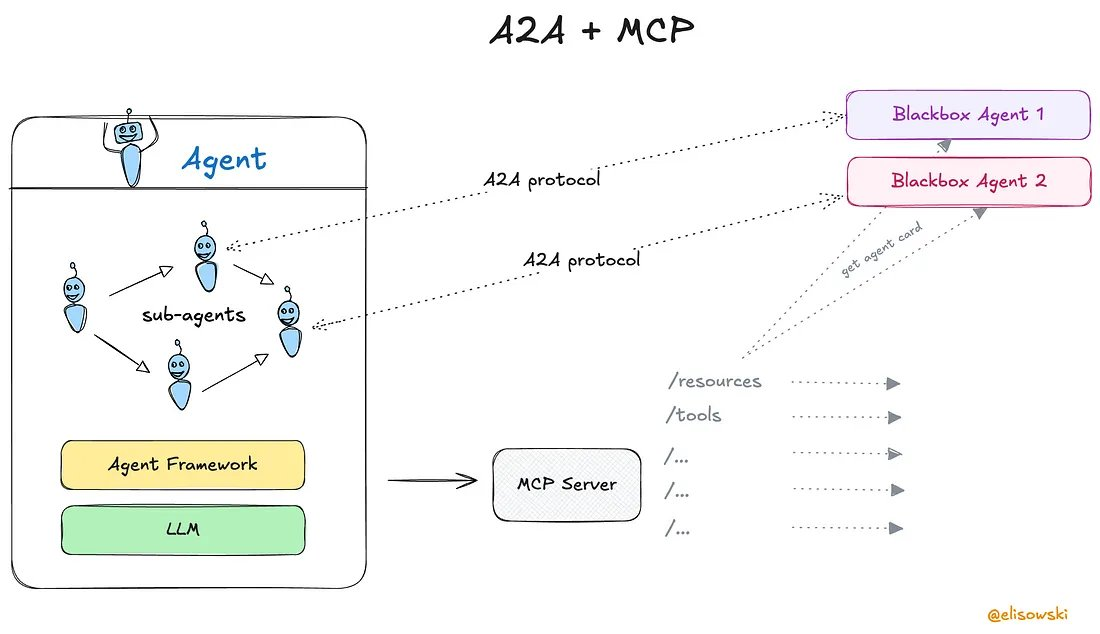 A2A + MCP
Agent
Blackbox Agent 1
Blackbox Agent 2
A2A protocol
A2A protocol
get agent card
sub-agents
/resources
/tools
/...
/...
/...
Agent Framework
LLM
MCP Server
@elisowski